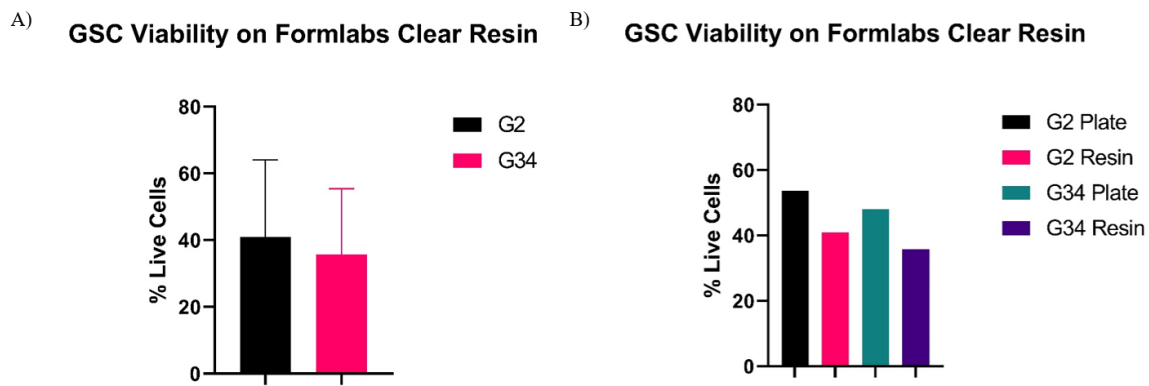 A)
GSC Viability on Formlabs Clear Resin
% Live Cells
80
60
40
20
0
G2
G34
B)
GSC Viability on Formlabs Clear Resin
% Live Cells
80
60
40
20
0
G2 Plate
G2 Resin
G34 Plate
G34 Resin